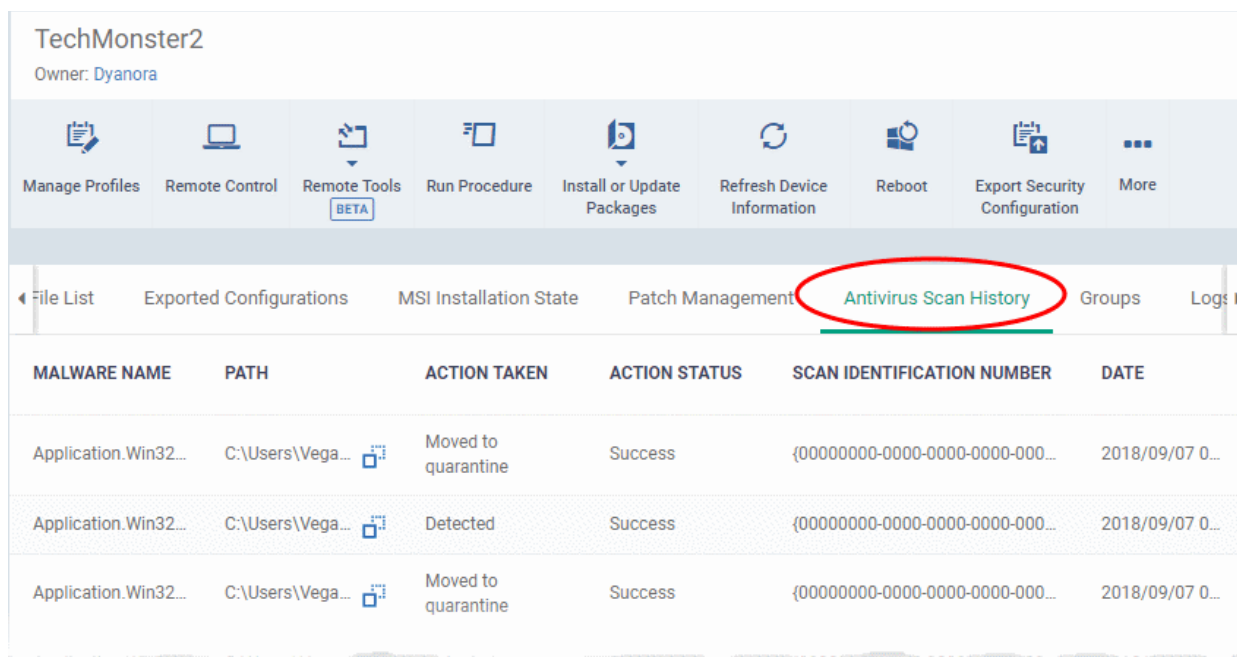 TechMonster2
Owner: Dyanora
Manage Profiles
Remote Control
Remote Tools
BETA
Run Procedure
Install or Update
Packages
Refresh Device
Information
Reboot
Export Security
Configuration
More
File List
Exported Configurations
MSI Installation State
Patch Management
Antivirus Scan History
Groups
Logs
MALWARE NAME PATH ACTION TAKEN ACTION STATUS SCAN IDENTIFICATION NUMBER DATE
Application.Win32... C:\Users\Vega... Moved to
quarantine Success {00000000-0000-0000-0000-000... 2018/09/07 0...
Application.Win32... C:\Users\Vega... Detected Success {00000000-0000-0000-0000-000... 2018/09/07 0...
Application.Win32... C:\Users\Vega... Moved to
quarantine Success {00000000-0000-0000-0000-000... 2018/09/07 0...